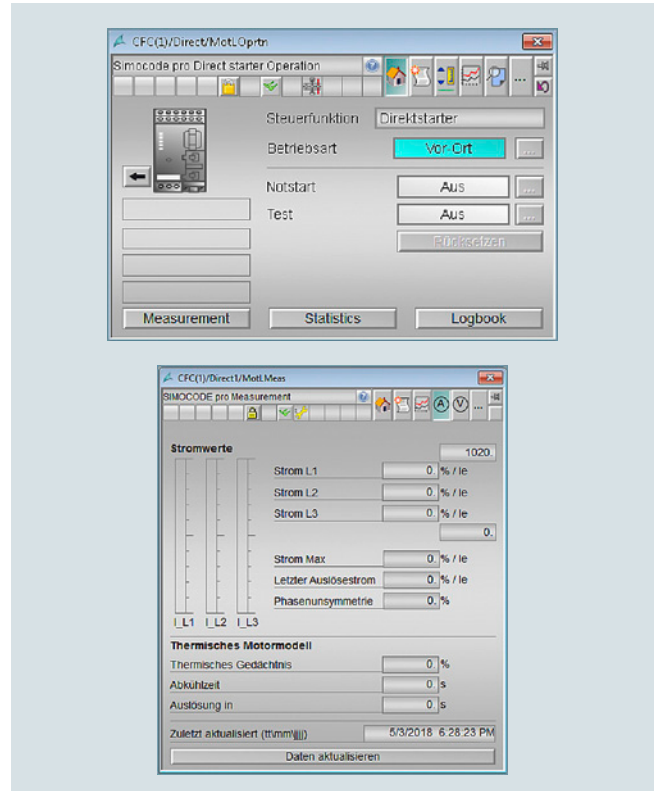 CFC(1)/Direct/MotLOprtn
Simocode pro Direct starter Operation
Steuerfunktion Direktstarter
Betriebsart Vor-Ort ...
Notstart Aus ...
Test Aus ...
Rücksetzen
Measurement Statistics Logbook
CFC(1)/Direct1/MotLMeas
SIMOCODE pro Measurement A V ...
Stromwerte 1020.
Strom L1 0. % / Ie
Strom L2 0. % / Ie
Strom L3 0. % / Ie
0.
Strom Max 0. % / Ie
Letzter Auslösestrom 0. % / Ie
Phasenunsymmetrie 0. %
I_L1 I_L2 I_L3
Thermisches Motormodell
Thermisches Gedächtnis 0. %
Abkühlzeit 0. s
Auslösung in 0. s
Zuletzt aktualisiert (tt\mm\jjjj) 5/3/2018 6:28:23 PM
Daten aktualisieren